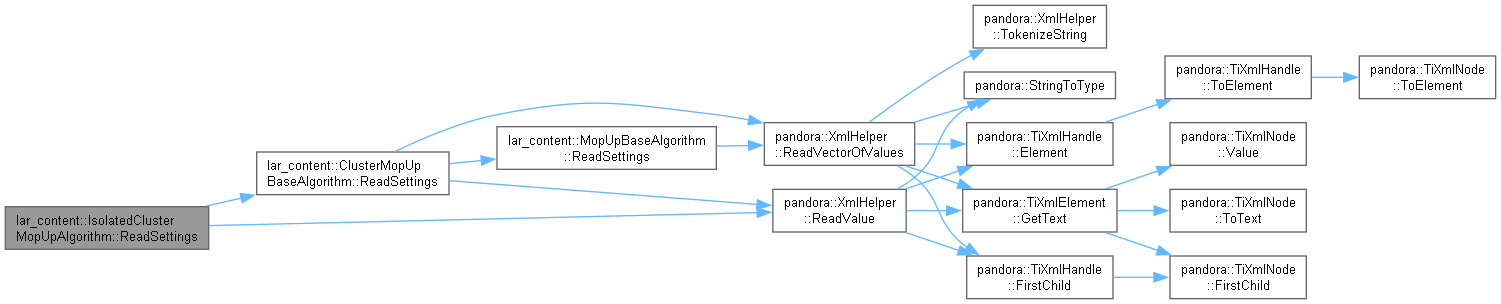 lar_content::IsolatedCluster
MopUpAlgorithm::ReadSettings
lar_content::ClusterMopUp
BaseAlgorithm::ReadSettings
lar_content::MopUpBaseAlgorithm
::ReadSettings
pandora::XmlHelper
::ReadVectorOfValues
pandora::XmlHelper
::ReadValue
pandora::XmlHelper
::TokenizeString
pandora::StringToType
pandora::TiXmlHandle
::Element
pandora::TiXmlElement
::GetText
pandora::TiXmlHandle
::FirstChild
pandora::TiXmlHandle
::ToElement
pandora::TiXmlNode
::Value
pandora::TiXmlNode
::ToText
pandora::TiXmlNode
::FirstChild
pandora::TiXmlNode
::ToElement